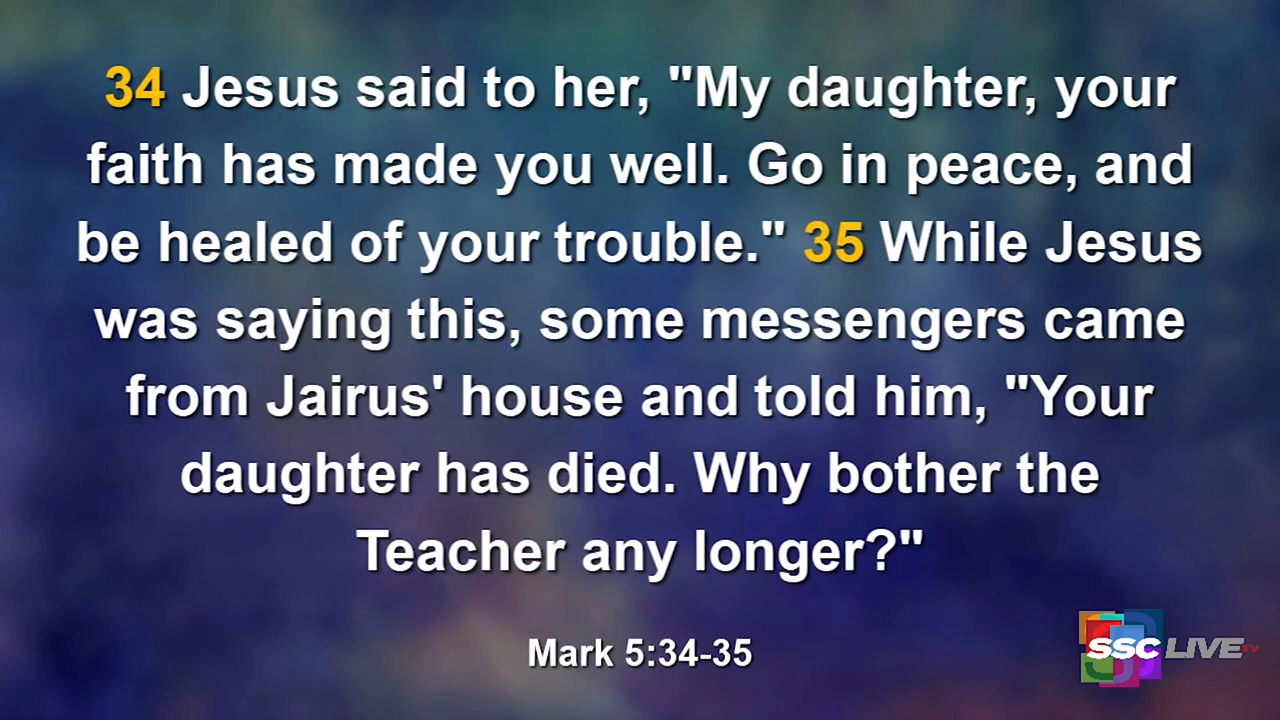 34 Jesus said to her, "My daughter, your
faith has made you well. Go in peace, and
be healed of your trouble." 35 While Jesus
was saying this, some messengers came
from Jairus' house and told him, "Your
daughter has died. Why bother the
Teacher any longer?"
Mark 5:34-35
SSC LIVE TV